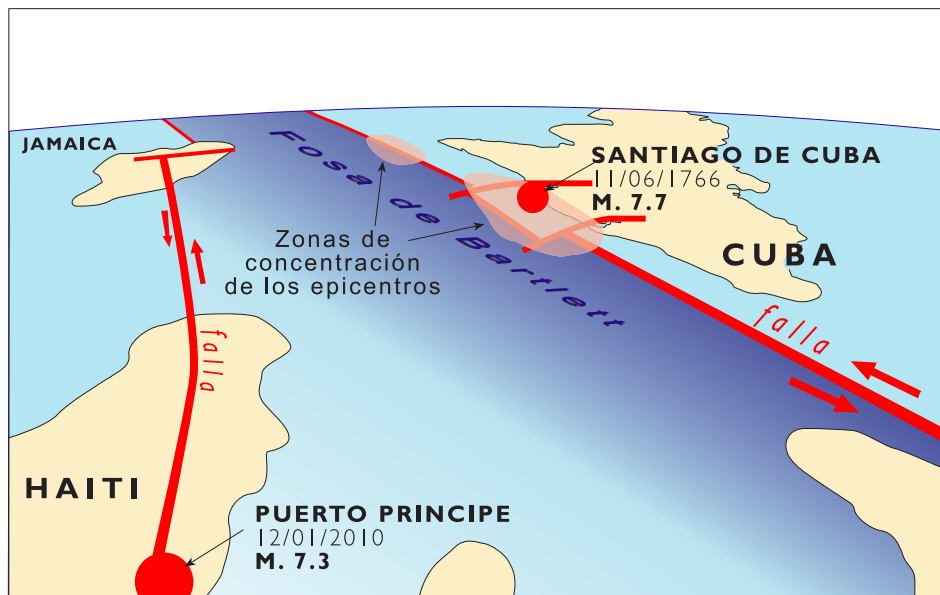 JAMAICA
Fosa de Bartlett
SANTIAGO DE CUBA
11/06/1766
M. 7.7
Zonas de
concentración
de los epicentros
CUBA
falla
falla
HAITI
PUERTO PRINCIPE
12/01/2010
M. 7.3